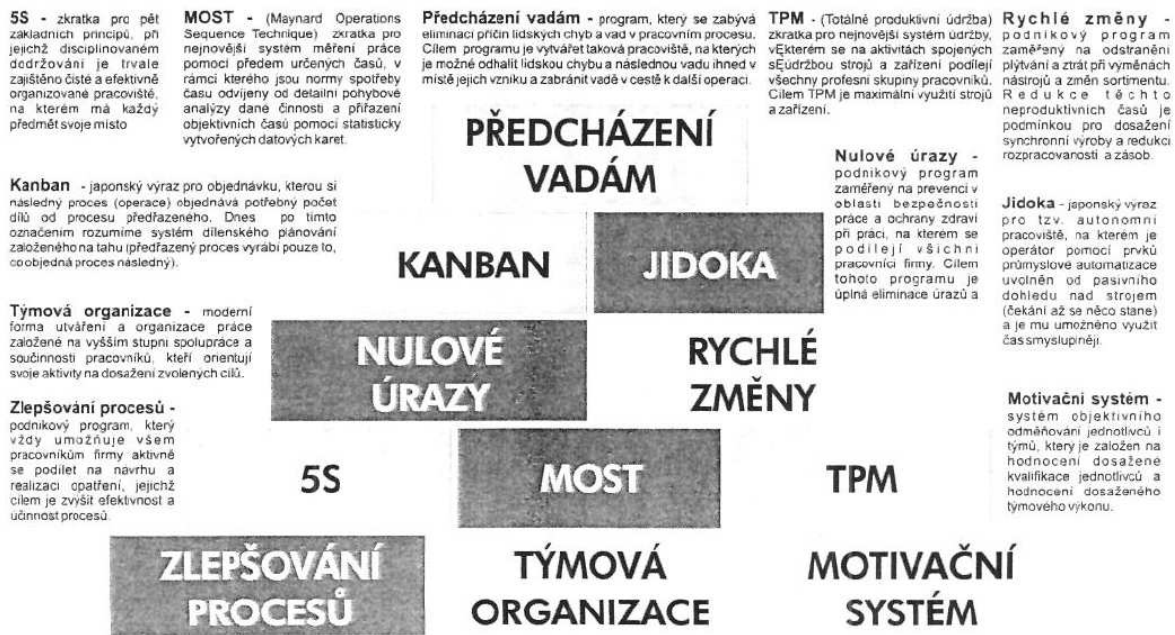 5S - zkratka pro pět
základních principů, při
jejichž disciplinovaném
dodržování je trvale
zajištěno čisté a efektivně
organizované pracoviště,
na kterém má každý
předmět svoje místo
MOST - (Maynard Operations
Sequence Technique) zkratka pro
nejnovější systém měření práce
pomocí předem určených časů, v
rámci kterého jsou normy spotřeby
času odvíjeny od detailní pohybové
analýzy dané činnosti a přiřazení
objektivních časů pomocí statisticky
vytvořených datových karet.
Předcházení vadám - program, který se zabývá
eliminací příčin lidských chyb a vad v pracovním procesu.
Cílem programu je vytvářet taková pracoviště, na kterých
je možné odhalit lidskou chybu a následnou vadu ihned v
místě jejich vzniku a zabránit vadě v cestě k další operaci.
TPM - (Totálně produktivní údržba)
zkratka pro nejnovější systém údržby,
vĘkterém se na aktivitách spojených
sĘúdržbou strojů a zařízení podílejí
všechny profesní skupiny pracovníků.
Cílem TPM je maximální využití strojů
a zařízení.
Rychlé změny -
podnikový program
zaměřený na odstranění
plýtvání a ztrát při výměnách
nástrojů a změn sortimentu.
Redukce těchto
neproduktivních časů je
podmínkou pro dosažení
synchronní výroby a redukci
rozpracovanosti a zásob.
Kanban - japonský výraz pro objednávku, kterou si
následný proces (operace) objednává potřebný počet
dílů od procesu předřazeného. Dnes po tímto
označením rozumíme systém dílenského plánování
založeného na tahu (předřazený proces vyrábí pouze to,
co objedná proces následný).
Týmová organizace - moderní
forma utváření a organizace práce
založené na vyšším stupni spolupráce a
součinnosti pracovníků, kteří orientují
svoje aktivity na dosažení zvolených cílů.
Zlepšování procesů -
podnikový program, který
vždy umožňuje všem
pracovníkům firmy aktivně
se podílet na návrhu a
realizaci opatření, jejichž
cílem je zvýšit efektivnost a
účinnost procesů.
Nulové úrazy -
podnikový program
zaměřený na prevenci v
oblasti bezpečnosti
práce a ochrany zdraví
při práci, na kterém se
podílejí všichni
pracovníci firmy. Cílem
tohoto programu je
úplná eliminace úrazů a
Jidoka - japonský výraz
pro tzv. autonomní
pracoviště, na kterém je
operátor pomocí prvků
průmyslové automatizace
uvolněn od pasivního
dohledu nad strojem
(čekání až se něco stane)
a je mu umožněno využít
čas smysluplněji.
Motivační systém -
systém objektivního
odměňování jednotlivců i
týmů, který je založen na
hodnocení dosažené
kvalifikace jednotlivců a
hodnocení dosaženého
týmového výkonu.
PŘEDCHÁZENÍ
VADÁM
KANBAN
JIDOKA
NULOVÉ
ÚRAZY
RYCHLÉ
ZMĚNY
5S
MOST
TPM
ZLEPŠOVÁNÍ
PROCESŮ
TÝMOVÁ
ORGANIZACE
MOTIVAČNÍ
SYSTÉM